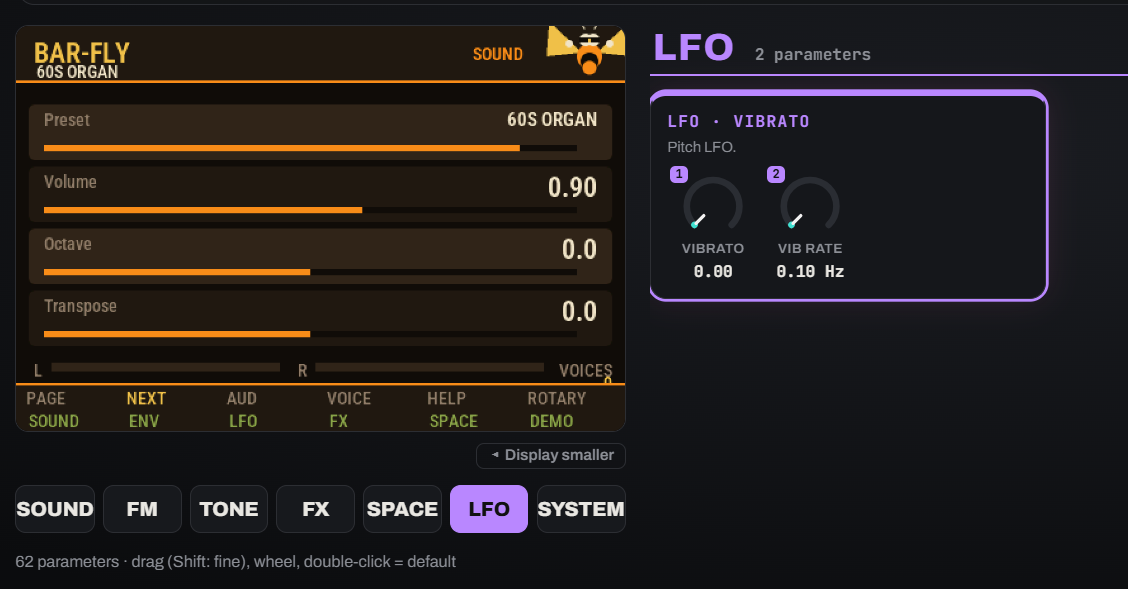 BAR-FLY
60S ORGAN
SOUND
Preset
60S ORGAN
Volume
0.90
Octave
0.0
Transpose
0.0
L
R
VOICES
PAGE NEXT AUD VOICE HELP ROTARY
SOUND ENV LFO FX SPACE DEMO
◂ Display smaller
SOUND FM TONE FX SPACE LFO SYSTEM
62 parameters · drag (Shift: fine), wheel, double-click = default
LFO 2 parameters
LFO · VIBRATO
Pitch LFO.
1 2
VIBRATO VIB RATE
0.00 0.10 Hz